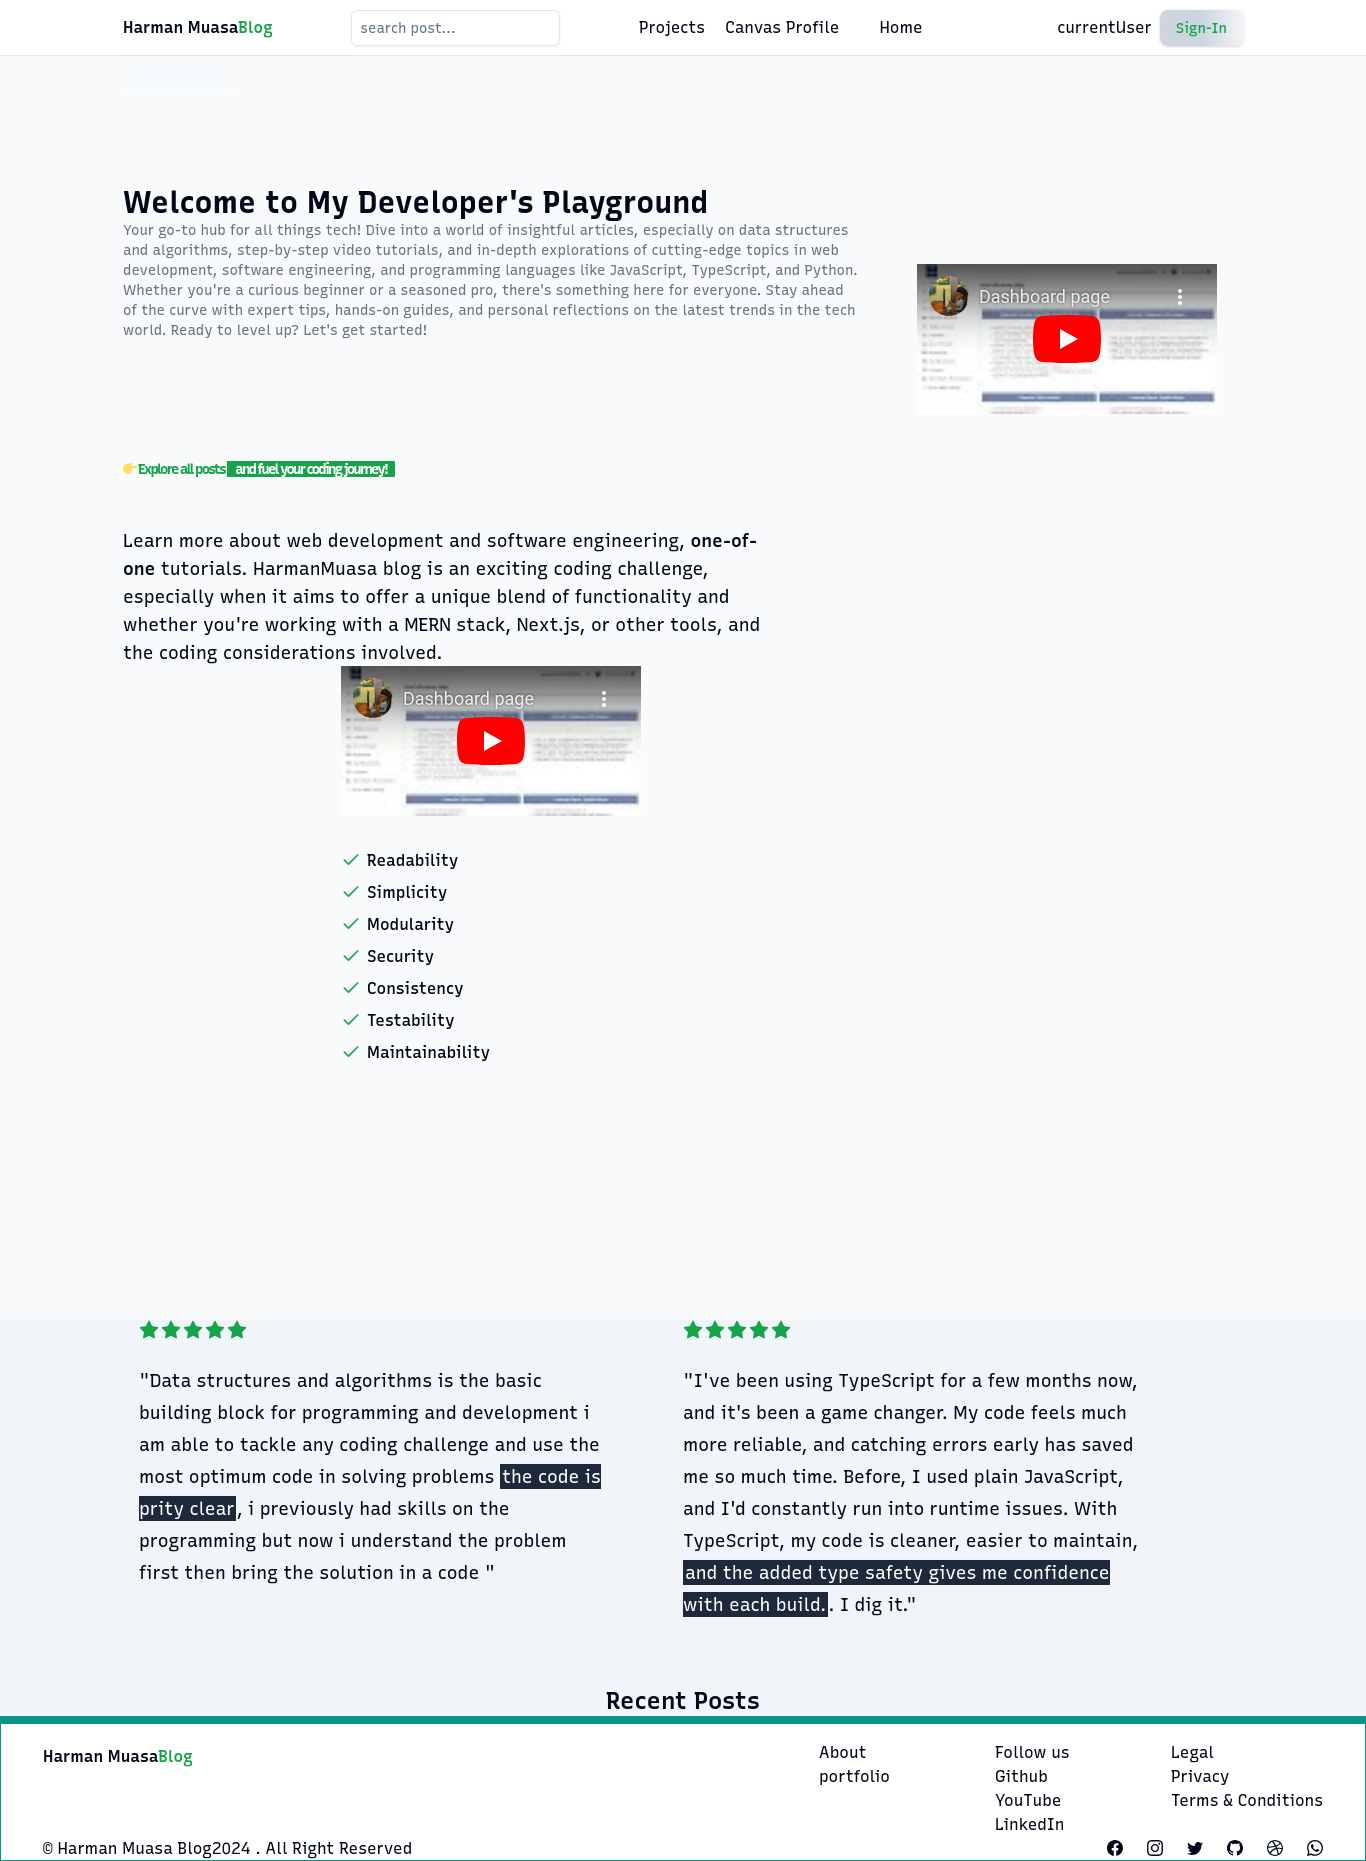 Harman MuasaBlog
search post...
Projects Canvas Profile Home
currentUser Sign-In
Welcome to My Developer's Playground
Your go-to hub for all things tech! Dive into a world of insightful articles, especially on data structures
and algorithms, step-by-step video tutorials, and in-depth explorations of cutting-edge topics in web
development, software engineering, and programming languages like JavaScript, TypeScript, and Python.
Whether you're a curious beginner or a seasoned pro, there's something here for everyone. Stay ahead
of the curve with expert tips, hands-on guides, and personal reflections on the latest trends in the tech
world. Ready to level up? Let's get started!
Dashboard page
👉Explore all posts and fuel your coding journey!
Learn more about web development and software engineering, one-of-
one tutorials. HarmanMuasa blog is an exciting coding challenge,
especially when it aims to offer a unique blend of functionality and
whether you're working with a MERN stack, Next.js, or other tools, and
the coding considerations involved.
Dashboard page
Readability
Simplicity
Modularity
Security
Consistency
Testability
Maintainability
"Data structures and algorithms is the basic
building block for programming and development i
am able to tackle any coding challenge and use the
most optimum code in solving problems the code is
prity clear, i previously had skills on the
programming but now i understand the problem
first then bring the solution in a code "
"I've been using TypeScript for a few months now,
and it's been a game changer. My code feels much
more reliable, and catching errors early has saved
me so much time. Before, I used plain JavaScript,
and I'd constantly run into runtime issues. With
TypeScript, my code is cleaner, easier to maintain,
and the added type safety gives me confidence
with each build.. I dig it."
Recent Posts
Harman MuasaBlog
About
portfolio
Follow us
Github
YouTube
LinkedIn
Legal
Privacy
Terms & Conditions
© Harman Muasa Blog2024 . All Right Reserved